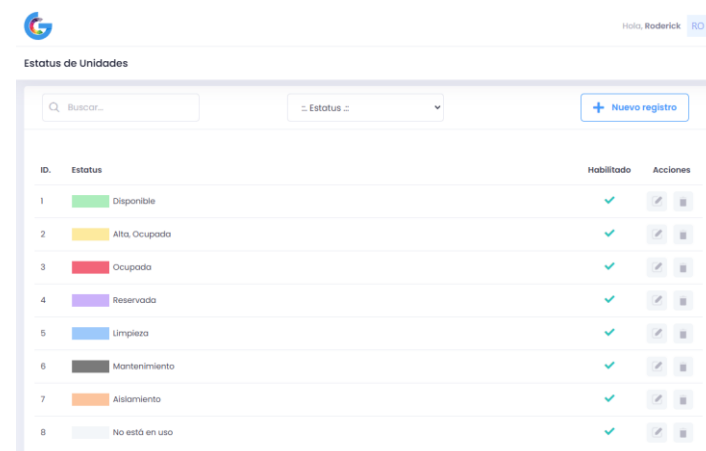 Hola, Roderick RO
Estatus de Unidades
Buscar... .:: Estatus ::. Nuevo registro
ID. Estatus Habilitado Acciones
1 Disponible
2 Alta, Ocupada
3 Ocupada
4 Reservada
5 Limpieza
6 Mantenimiento
7 Aislamiento
8 No está en uso